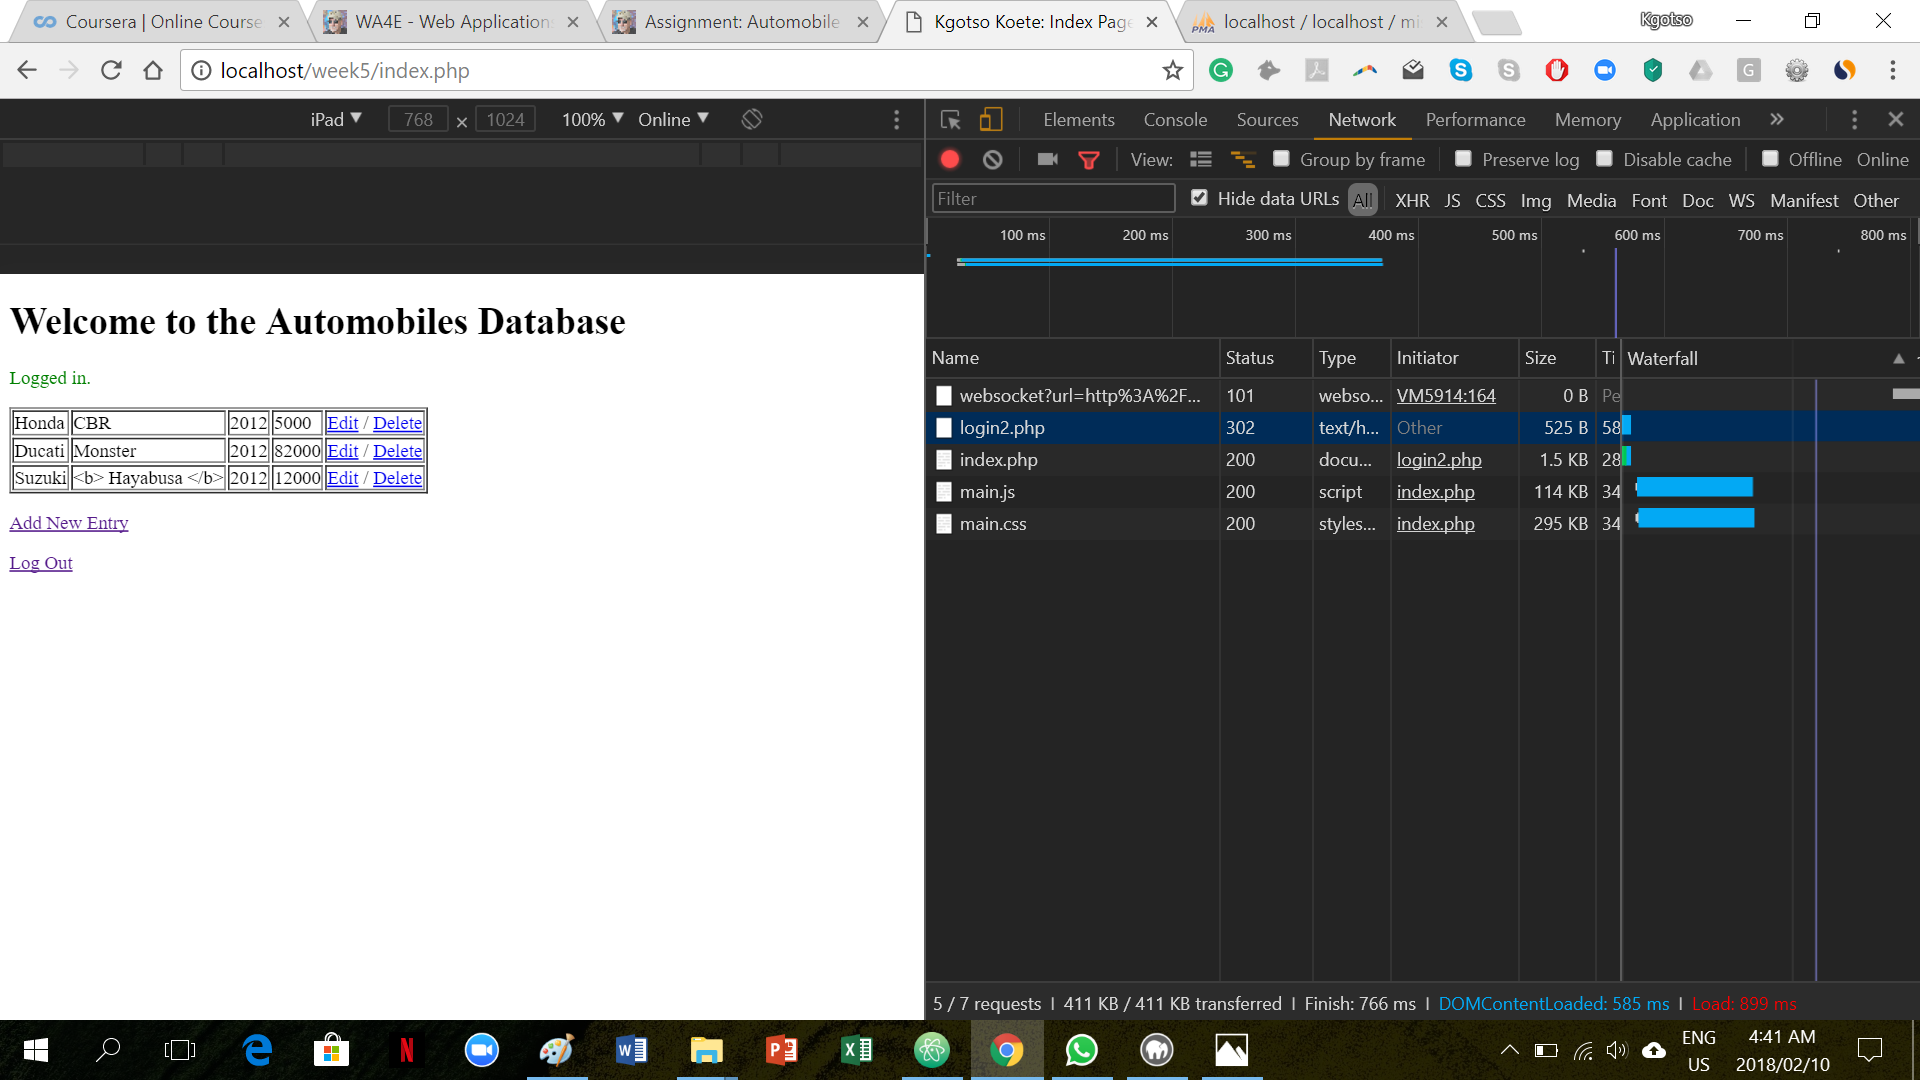 Coursera | Online Course
WA4E - Web Applications
Assignment: Automobile
Kgotso Koete: Index Page
localhost / localhost / mi
Kgotso
localhost/week5/index.php
iPad 768 × 1024 100% Online
Elements Console Sources Network Performance Memory Application »
View: Group by frame Preserve log Disable cache Offline Online
Filter Hide data URLs All XHR JS CSS Img Media Font Doc WS Manifest Other
100 ms 200 ms 300 ms 400 ms 500 ms 600 ms 700 ms 800 ms
Welcome to the Automobiles Database
Logged in.
Honda CBR 2012 5000 Edit / Delete
Ducati Monster 2012 82000 Edit / Delete
Suzuki <b> Hayabusa </b> 2012 12000 Edit / Delete
Add New Entry
Log Out
Name Status Type Initiator Size Ti Waterfall
websocket?url=http%3A%2F... 101 webso... VM5914:164 0 B Pe
login2.php 302 text/h... Other 525 B 58
index.php 200 docu... login2.php 1.5 KB 28
main.js 200 script index.php 114 KB 34
main.css 200 styles... index.php 295 KB 34
5 / 7 requests | 411 KB / 411 KB transferred | Finish: 766 ms | DOMContentLoaded: 585 ms | Load: 899 ms
ENG
US
4:41 AM
2018/02/10